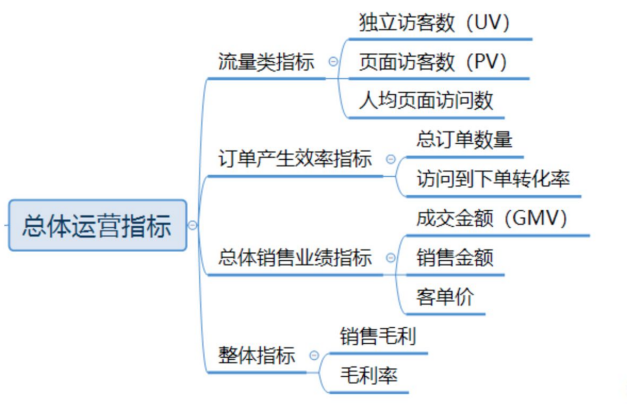 总体运营指标
流量类指标
独立访客数（UV）
页面访客数（PV）
人均页面访问数
订单产生效率指标
总订单数量
访问到下单转化率
总体销售业绩指标
成交金额（GMV）
销售金额
客单价
整体指标
销售毛利
毛利率